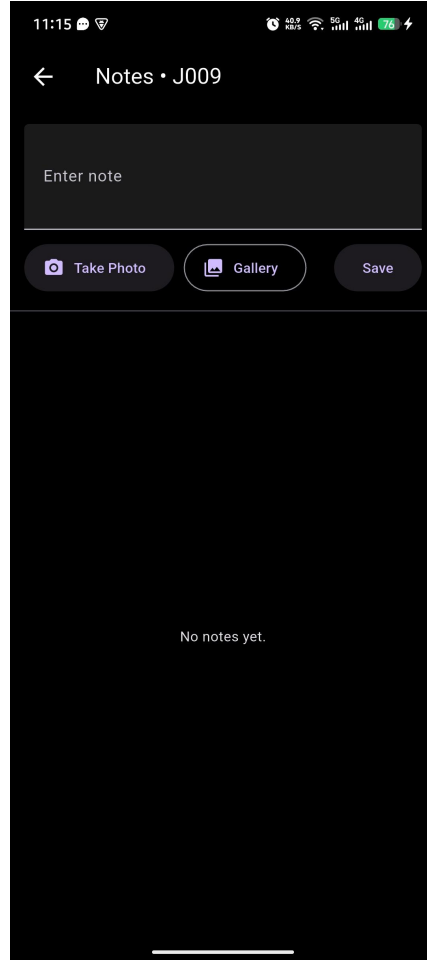 11:15 40.9 KB/S 5G 4G 76
Notes • J009
Enter note
Take Photo Gallery Save
No notes yet.